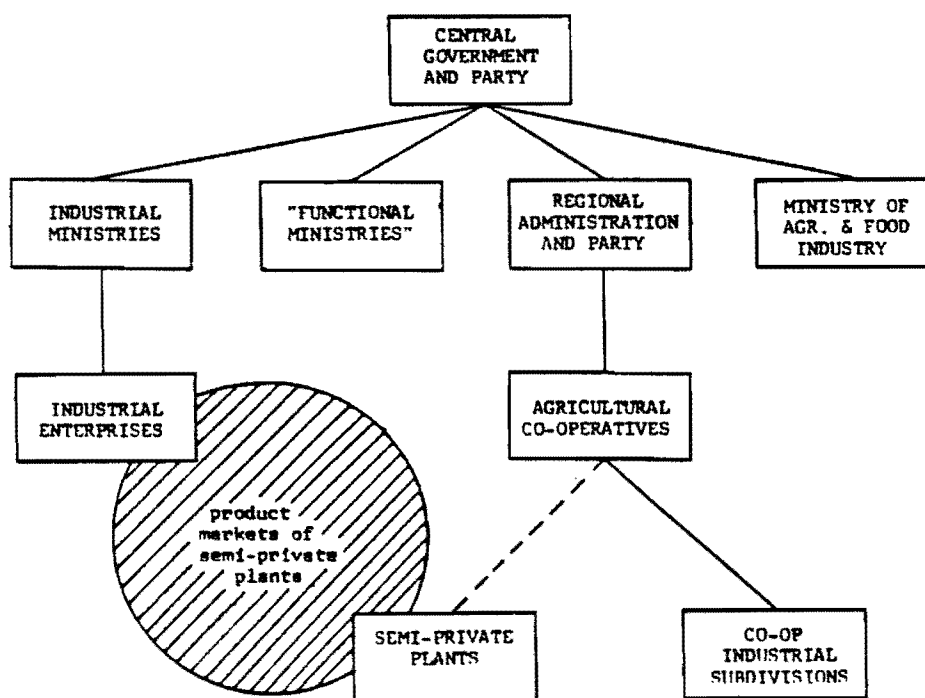 CENTRAL
GOVERNMENT
AND PARTY
INDUSTRIAL
MINISTRIES
"FUNCTIONAL
MINISTRIES"
REGIONAL
ADMINISTRATION
AND PARTY
MINISTRY OF
AGR. & FOOD
INDUSTRY
INDUSTRIAL
ENTERPRISES
AGRICULTURAL
CO-OPERATIVES
product
markets of
semi-private
plants
SEMI-PRIVATE
PLANTS
CO-OP
INDUSTRIAL
SUBDIVISIONS